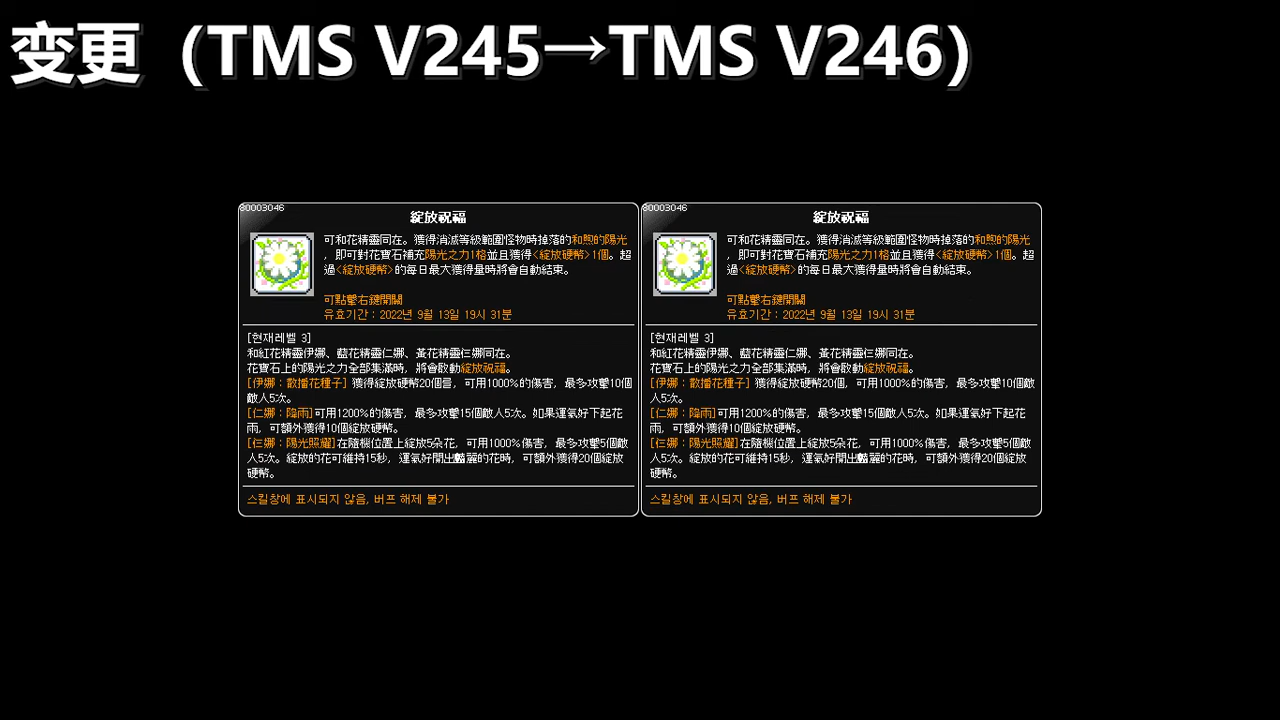 变更（TMS V245→TMS V246）
80003046
綻放祝福
可和花精靈同在。獲得消滅等級範圍怪物時掉落的和煦的陽光
，即可對花寶石補充陽光之力1格並且獲得<綻放硬幣>1個。超
過<綻放硬幣>的每日最大獲得量時將會自動結束。
可點擊右鍵開關
유효기간 : 2022년 9월 13일 19시 31분
[현재레벨 3]
和紅花精靈伊娜、藍花精靈仁娜、黃花精靈仨娜同在。
花寶石上的陽光之力全部集滿時，將會啟動綻放祝福。
[伊娜：散播花種子] 獲得綻放硬幣20個를，可用1000%的傷害，最多攻擊10個
敵人5次。
[仁娜：降雨]可用1200%的傷害，最多攻擊15個敵人5次。如果運氣好下起花
雨，可額外獲得10個綻放硬幣。
[仨娜：陽光照耀]在隨機位置上綻放5朵花，可用1000%傷害，最多攻擊5個敵
人5次。綻放的花可維持15秒，運氣好開出豔麗的花時，可額外獲得20個綻放
硬幣。
스킬창에 표시되지 않음, 버프 해제 불가
80003046
綻放祝福
可和花精靈同在。獲得消滅等級範圍怪物時掉落的和煦的陽光
，即可對花寶石補充陽光之力1格並且獲得<綻放硬幣>1個。超
過<綻放硬幣>的每日最大獲得量時將會自動結束。
可點擊右鍵開關
유효기간 : 2022년 9월 13일 19시 31분
[현재레벨 3]
和紅花精靈伊娜、藍花精靈仁娜、黃花精靈仨娜同在。
花寶石上的陽光之力全部集滿時，將會啟動綻放祝福。
[伊娜：散播花種子] 獲得綻放硬幣20個，可用1000%的傷害，最多攻擊10個敵
人5次。
[仁娜：降雨]可用1200%的傷害，最多攻擊15個敵人5次。如果運氣好下起花
雨，可額外獲得10個綻放硬幣。
[仨娜：陽光照耀]在隨機位置上綻放5朵花，可用1000%傷害，最多攻擊5個敵
人5次。綻放的花可維持15秒，運氣好開出豔麗的花時，可額外獲得20個綻放
硬幣。
스킬창에 표시되지 않음, 버프 해제 불가